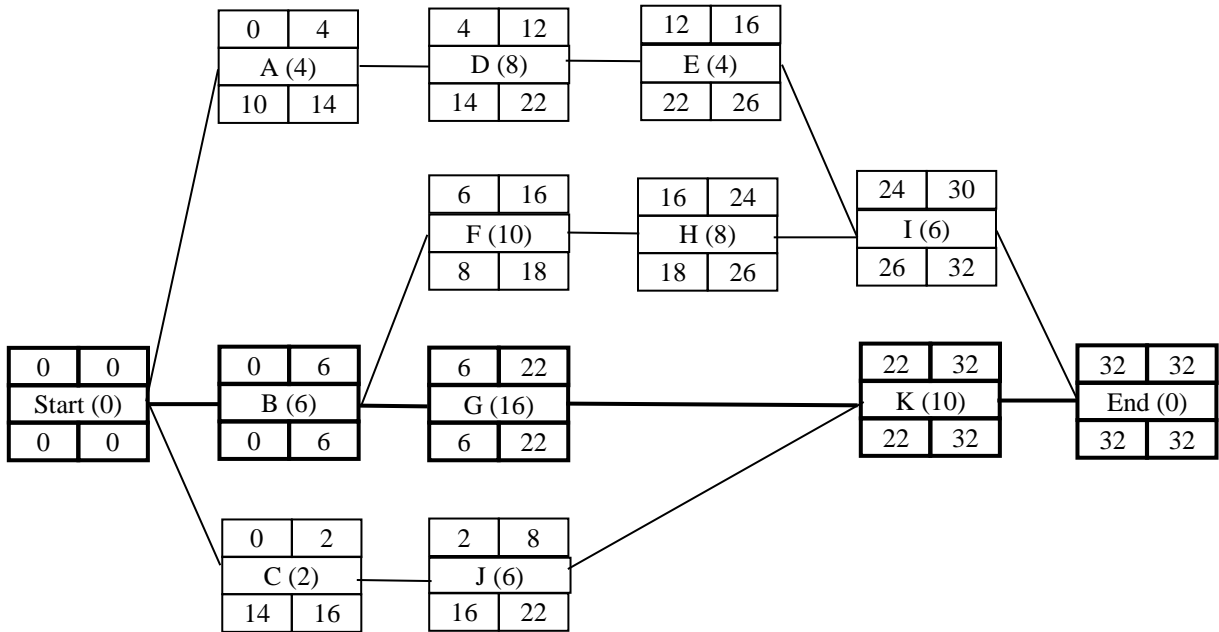 0 4
A (4)
10 14
4 12
D (8)
14 22
12 16
E (4)
22 26
6 16
F (10)
8 18
16 24
H (8)
18 26
24 30
I (6)
26 32
0 0
Start (0)
0 0
0 6
B (6)
0 6
6 22
G (16)
6 22
22 32
K (10)
22 32
32 32
End (0)
32 32
0 2
C (2)
14 16
2 8
J (6)
16 22